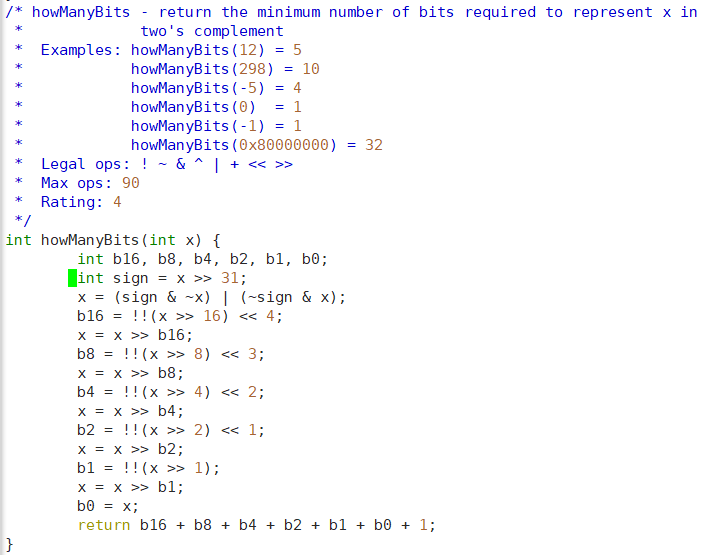 /* howManyBits - return the minimum number of bits required to represent x in
 *             two's complement
 *  Examples: howManyBits(12) = 5
 *            howManyBits(298) = 10
 *            howManyBits(-5) = 4
 *            howManyBits(0)  = 1
 *            howManyBits(-1) = 1
 *            howManyBits(0x80000000) = 32
 *  Legal ops: ! ~ & ^ | + << >>
 *  Max ops: 90
 *  Rating: 4
 */
int howManyBits(int x) {
        int b16, b8, b4, b2, b1, b0;
        int sign = x >> 31;
        x = (sign & ~x) | (~sign & x);
        b16 = !!(x >> 16) << 4;
        x = x >> b16;
        b8 = !!(x >> 8) << 3;
        x = x >> b8;
        b4 = !!(x >> 4) << 2;
        x = x >> b4;
        b2 = !!(x >> 2) << 1;
        x = x >> b2;
        b1 = !!(x >> 1);
        x = x >> b1;
        b0 = x;
        return b16 + b8 + b4 + b2 + b1 + b0 + 1;
}